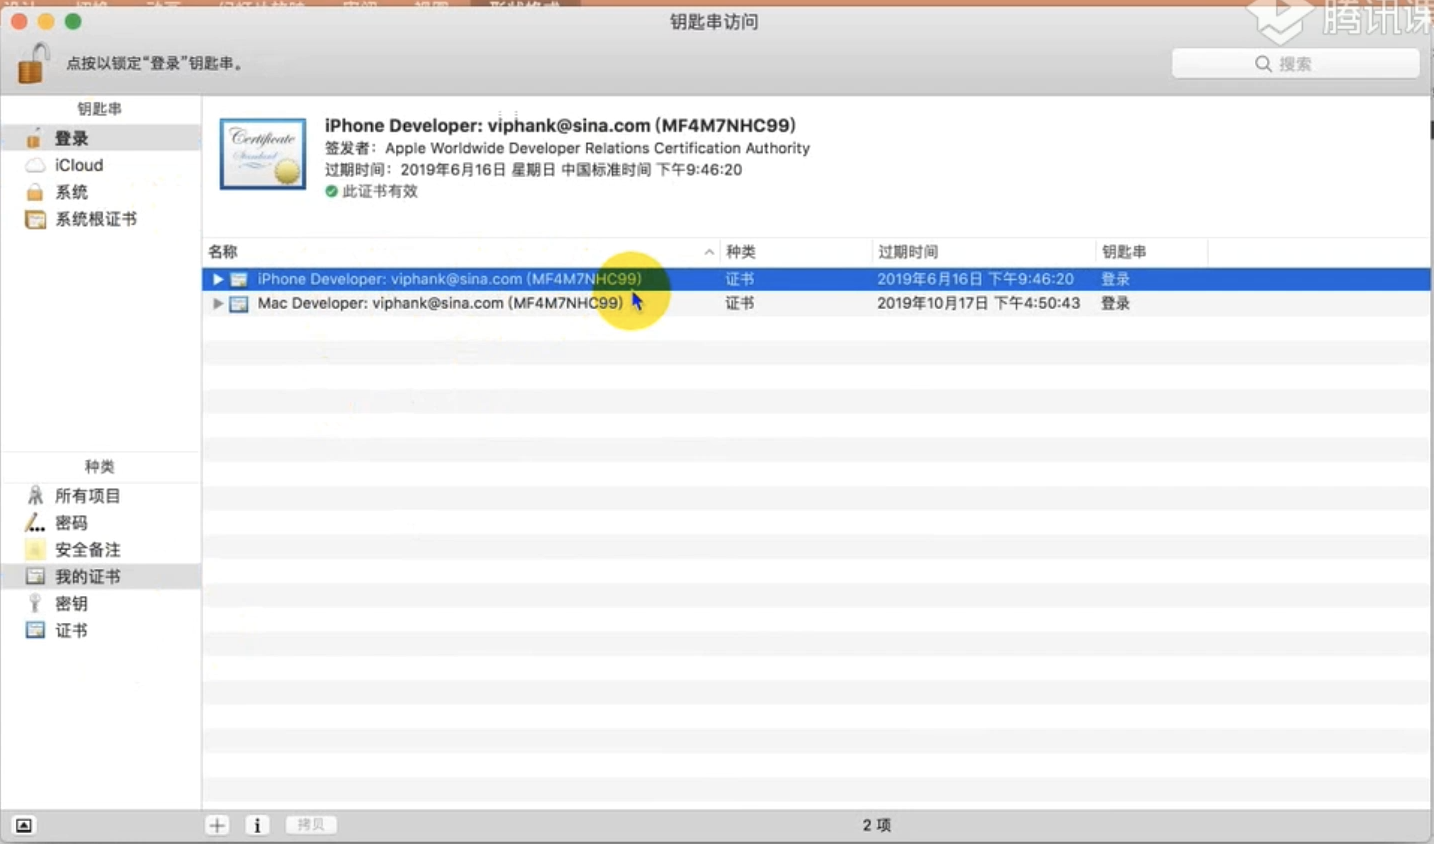 钥匙串访问
腾讯课
点按以锁定“登录”钥匙串。
搜索
钥匙串
登录
iCloud
系统
系统根证书
Certificate
Standard
iPhone Developer: viphank@sina.com (MF4M7NHC99)
签发者：Apple Worldwide Developer Relations Certification Authority
过期时间：2019年6月16日 星期日 中国标准时间 下午9:46:20
此证书有效
名称 种类 过期时间 钥匙串
iPhone Developer: viphank@sina.com (MF4M7NHC99) 证书 2019年6月16日 下午9:46:20 登录
Mac Developer: viphank@sina.com (MF4M7NHC99) 证书 2019年10月17日 下午4:50:43 登录
种类
所有项目
密码
安全备注
我的证书
密钥
证书
拷贝
2 项